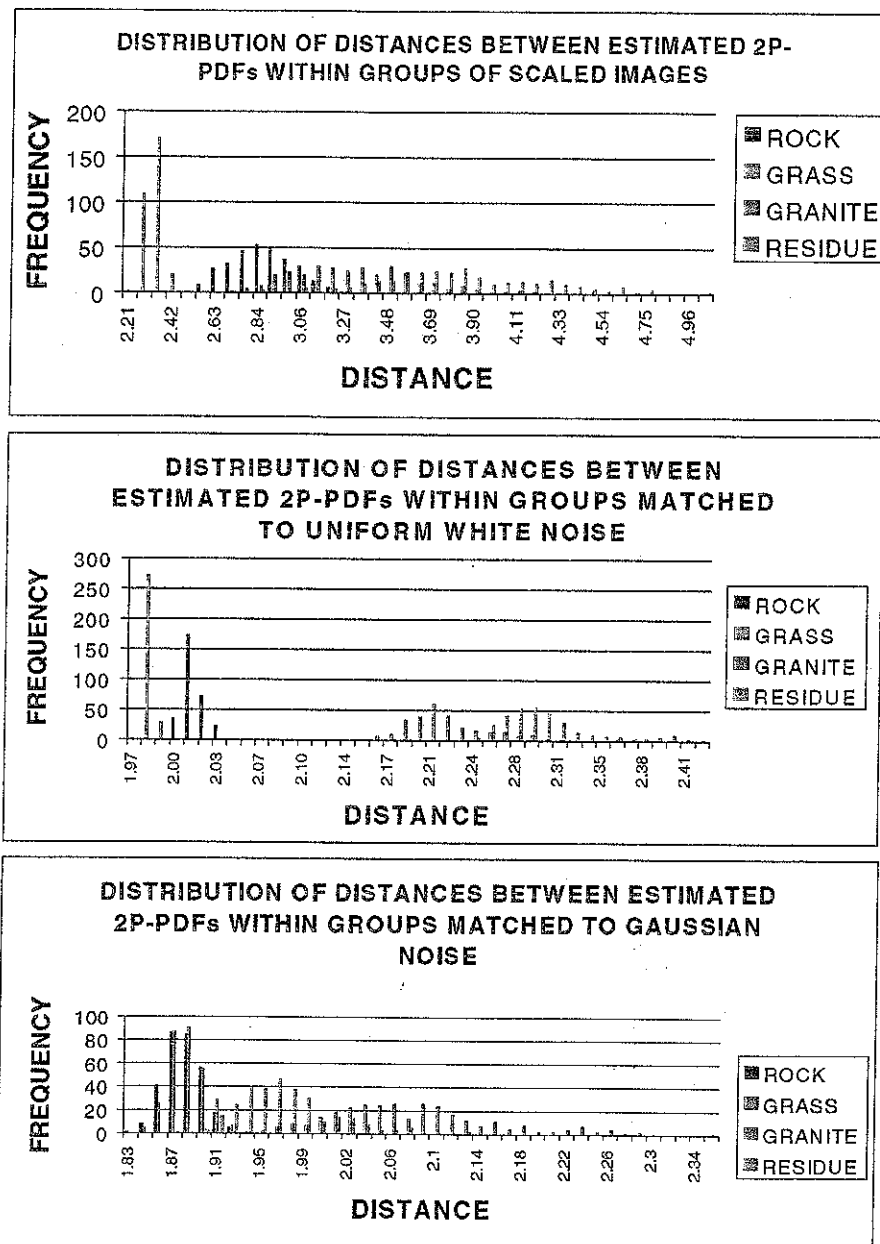 DISTRIBUTION OF DISTANCES BETWEEN ESTIMATED 2P-
PDFs WITHIN GROUPS OF SCALED IMAGES
FREQUENCY
200
150
100
50
0
2.21 2.42 2.63 2.84 3.06 3.27 3.48 3.69 3.90 4.11 4.33 4.54 4.75 4.96
DISTANCE
ROCK
GRASS
GRANITE
RESIDUE
DISTRIBUTION OF DISTANCES BETWEEN
ESTIMATED 2P-PDFs WITHIN GROUPS MATCHED
TO UNIFORM WHITE NOISE
FREQUENCY
300
250
200
150
100
50
0
1.97 2.00 2.03 2.07 2.10 2.14 2.17 2.21 2.24 2.28 2.31 2.35 2.38 2.41
DISTANCE
ROCK
GRASS
GRANITE
RESIDUE
DISTRIBUTION OF DISTANCES BETWEEN ESTIMATED
2P-PDFs WITHIN GROUPS MATCHED TO GAUSSIAN
NOISE
FREQUENCY
100
80
60
40
20
0
1.83 1.87 1.91 1.95 1.99 2.02 2.06 2.1 2.14 2.18 2.22 2.26 2.3 2.34
DISTANCE
ROCK
GRASS
GRANITE
RESIDUE